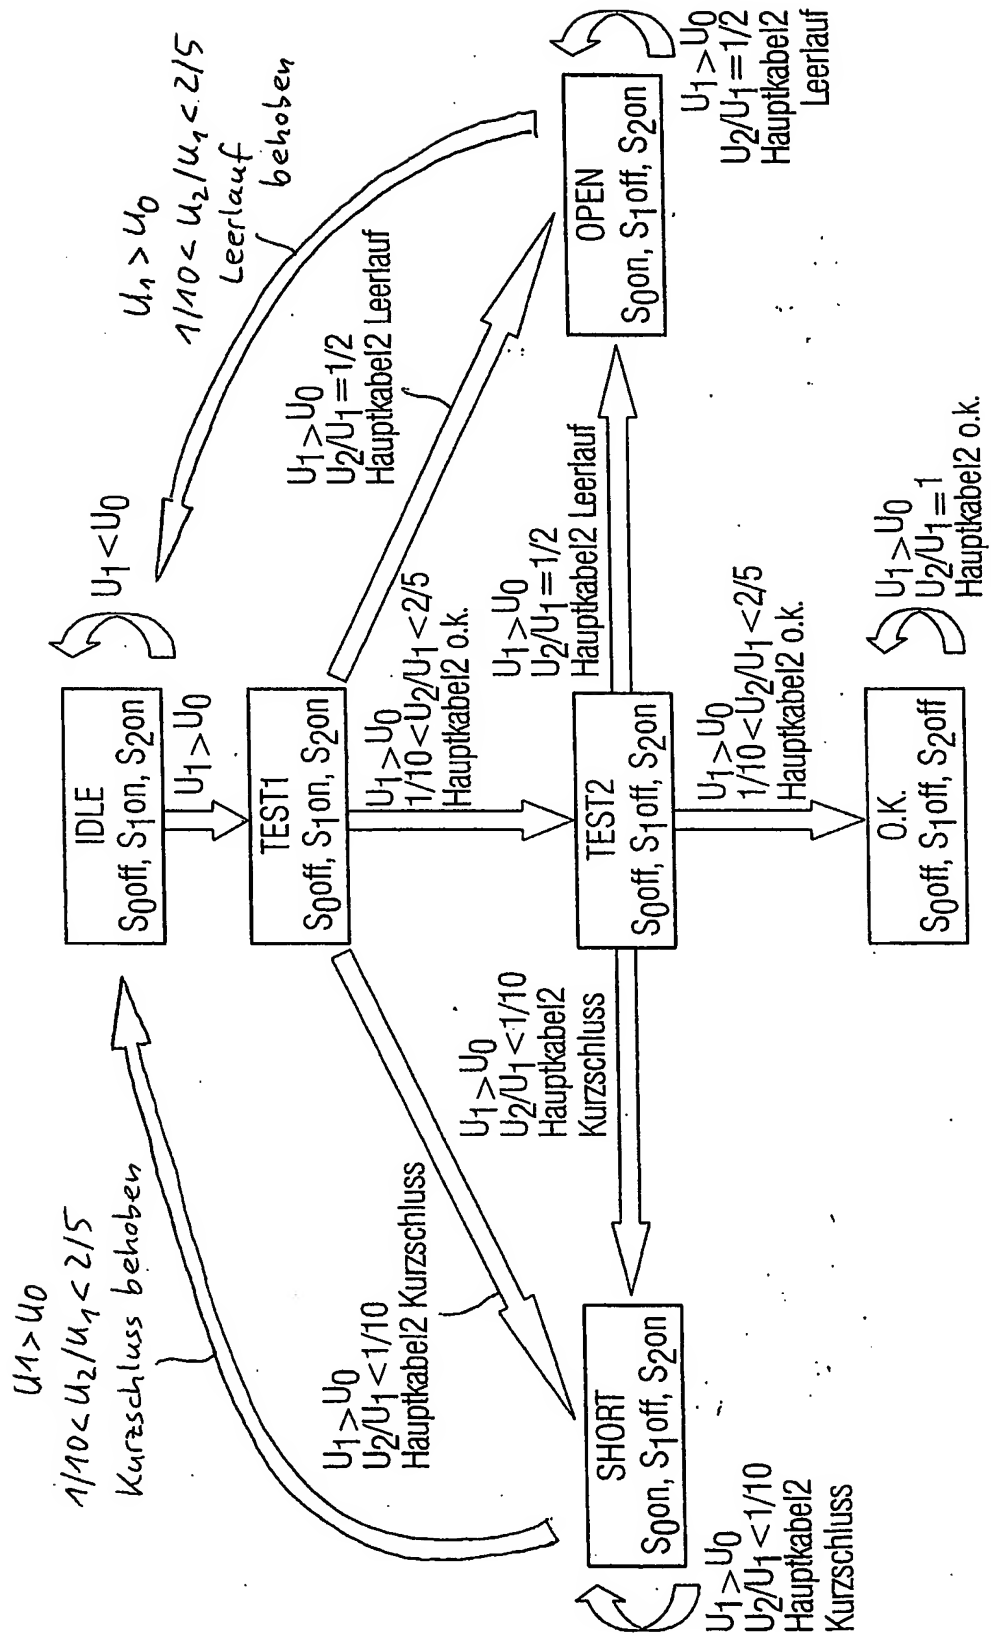 U1>U0
1/10<U2/U1<2/5
Kurzschluss behoben
U1>U0
1/10<U2/U1<2/5
Leerlauf
behoben
IDLE
S0off, S1on, S2on
U1<U0
U1>U0
TEST1
S0off, S1on, S2on
U1>U0
U2/U1<1/10
Hauptkabel2 Kurzschluss
U1>U0
1/10<U2/U1<2/5
Hauptkabel2 o.k.
U1>U0
U2/U1=1/2
Hauptkabel2 Leerlauf
U1>U0
U2/U1<1/10
Hauptkabel2
Kurzschluss
U1>U0
U2/U1=1/2
Hauptkabel2 Leerlauf
SHORT
S0on, S1off, S2on
TEST2
S0off, S1off, S2on
OPEN
S0on, S1off, S2on
U1>U0
U2/U1<1/10
Hauptkabel2
Kurzschluss
U1>U0
1/10<U2/U1<2/5
Hauptkabel2 o.k.
U1>U0
U2/U1=1/2
Hauptkabel2
Leerlauf
O.K.
S0off, S1off, S2off
U1>U0
U2/U1=1
Hauptkabel2 o.k.